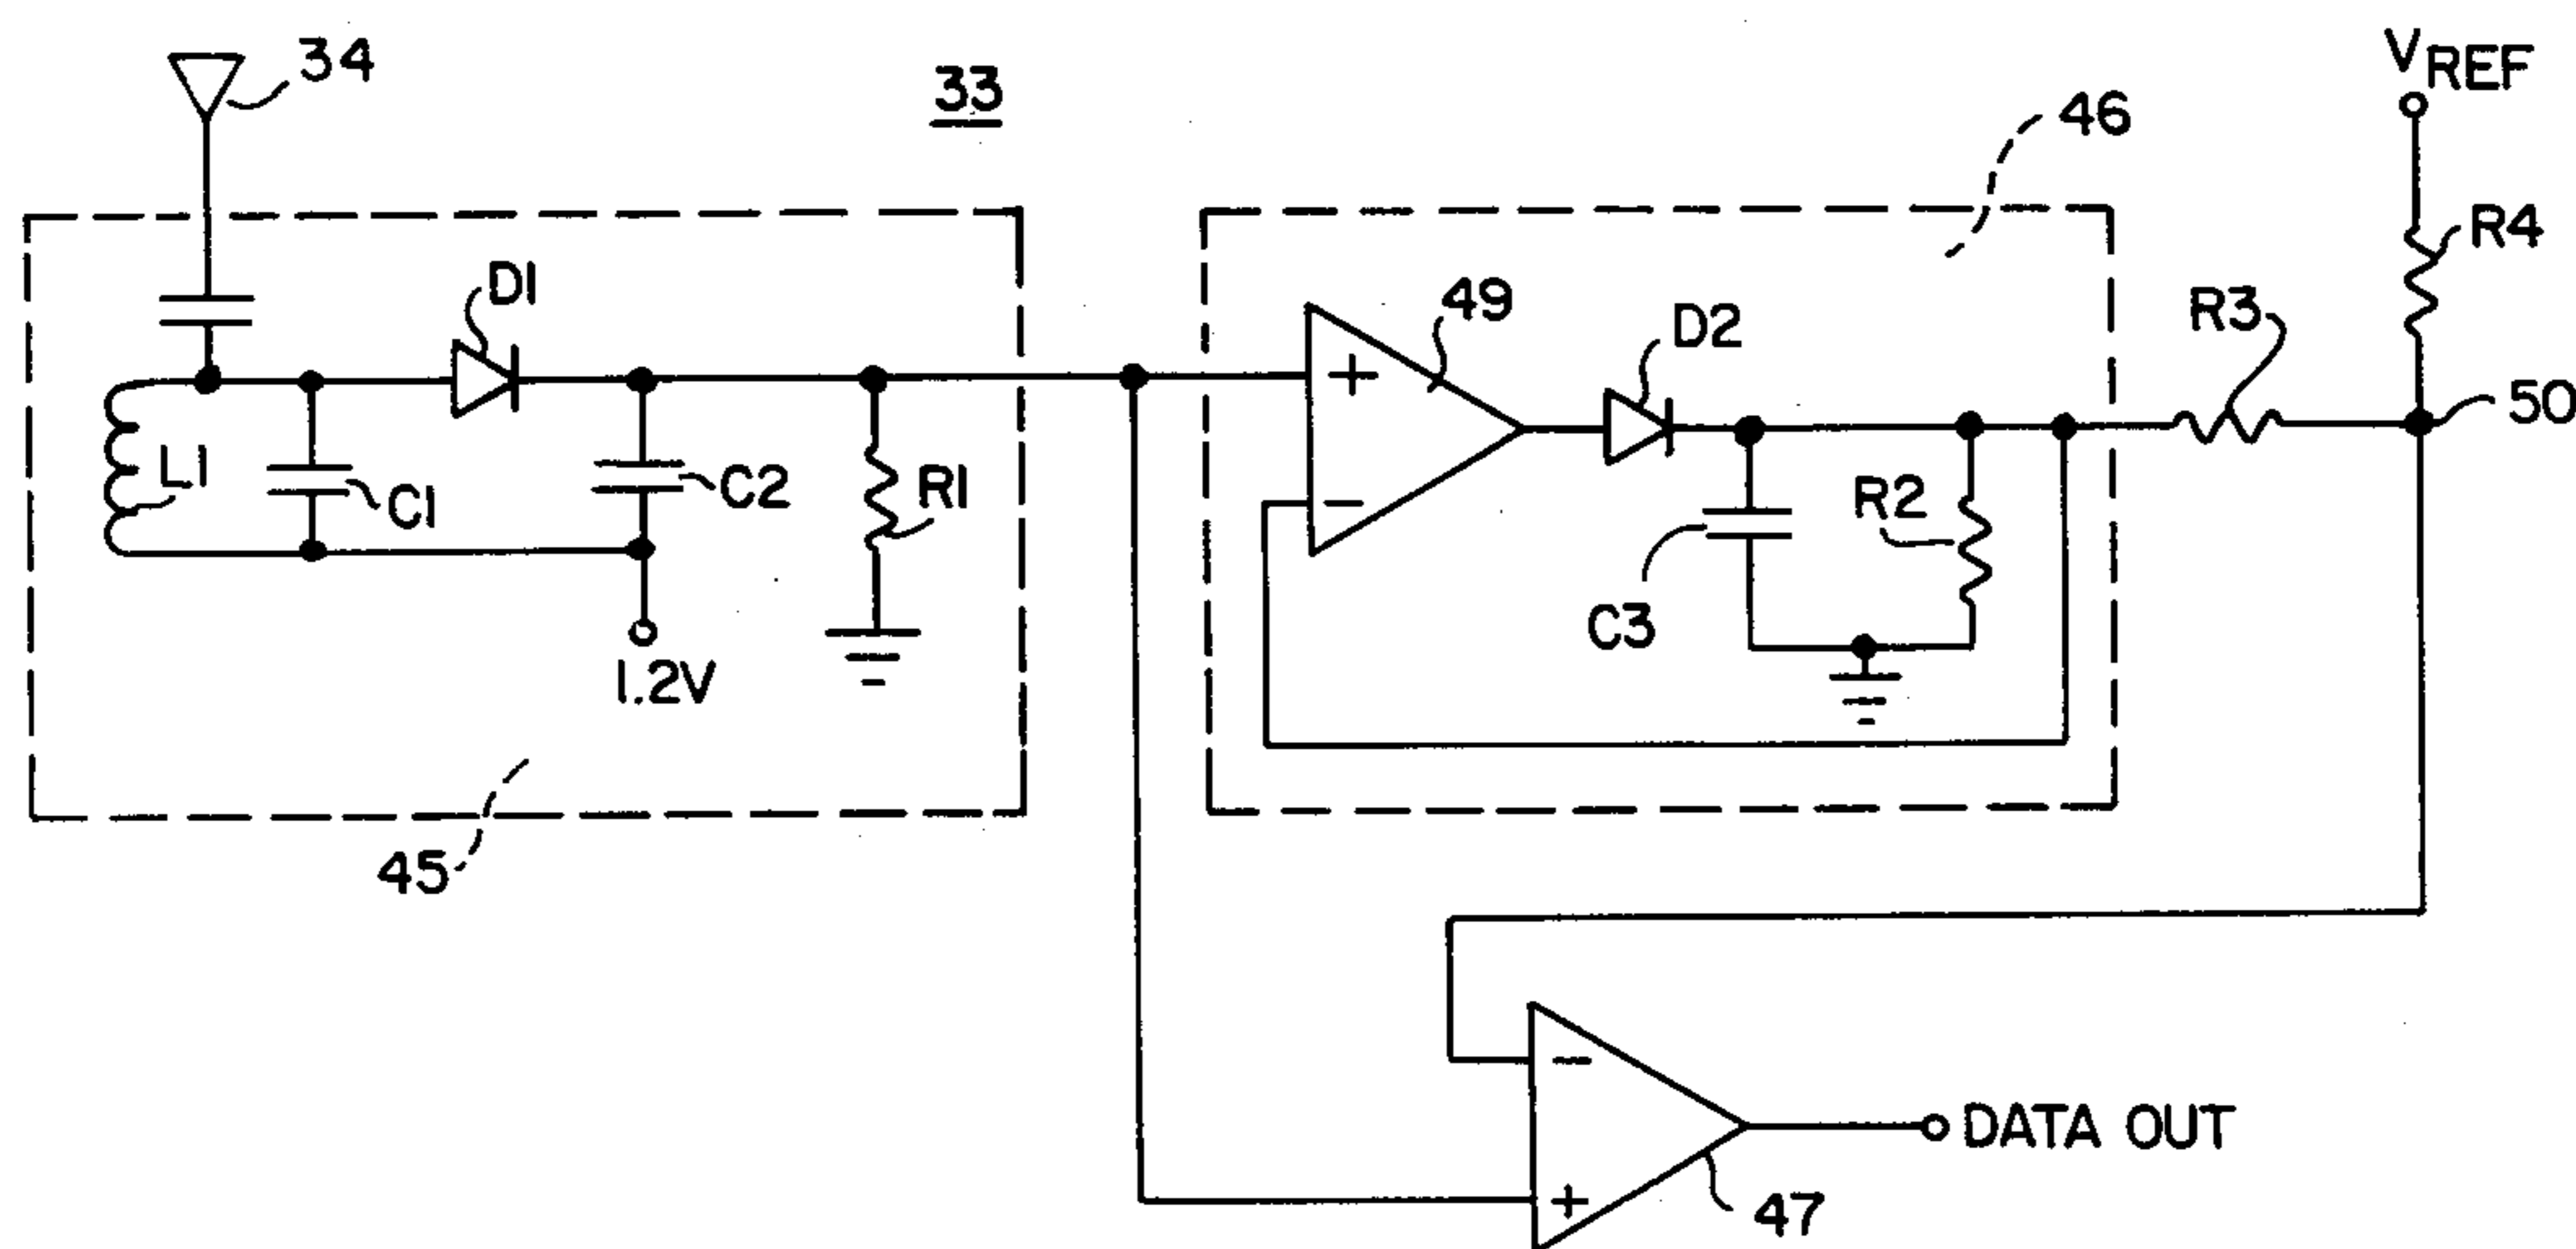 34
33
V REF
46
R4
D1
49
D2
R3
50
L1
C1
C2
R1
+
−
R2
C3
1.2V
45
−
DATA OUT
+
47